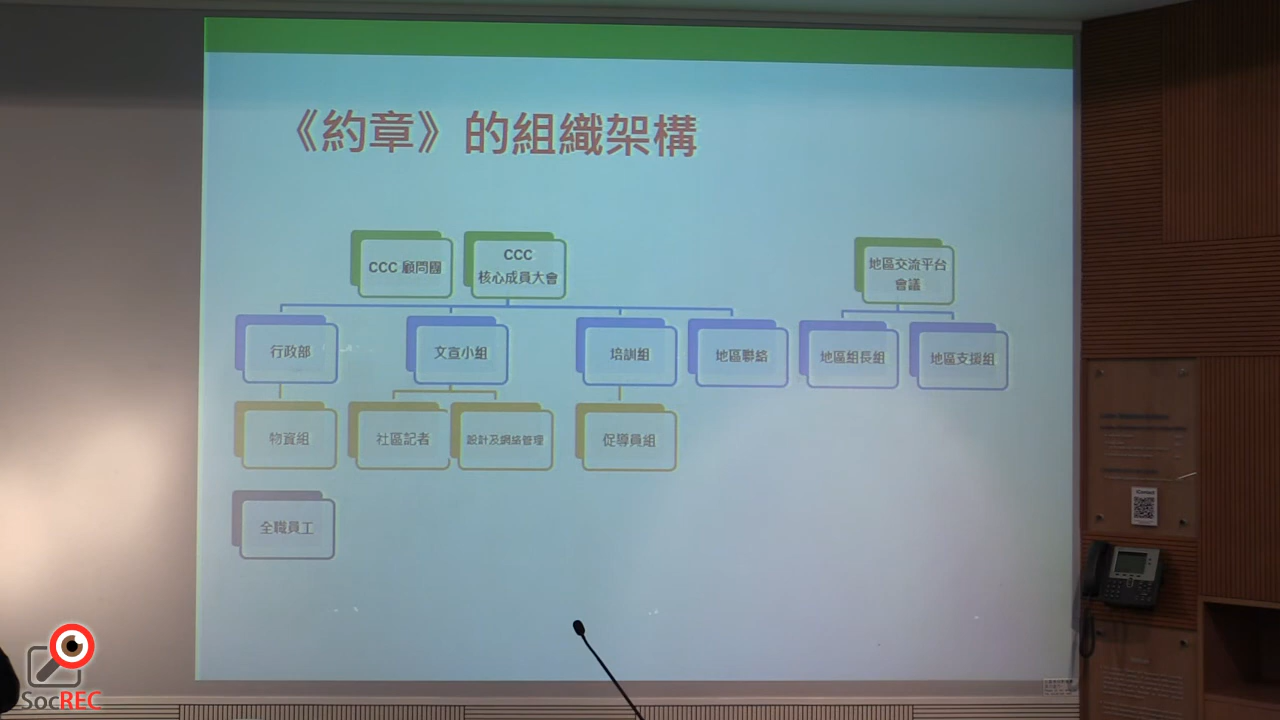 《約章》的組織架構
CCC 顧問團
CCC
核心成員大會
地區交流平台
會議
行政部
文宣小組
培訓組
地區聯絡
地區組長組
地區支援組
物資組
社區記者
設計及網絡管理
促導員組
全職員工
SocREC